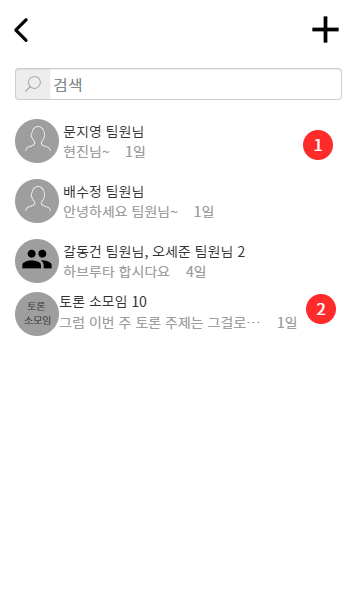 검색
문지영 팀원님
현진님~ 1일
1
배수정 팀원님
안녕하세요 팀원님~ 1일
갈동건 팀원님, 오세준 팀원님 2
하브루타 합시다요 4일
토론
소모임
토론 소모임 10
그럼 이번 주 토론 주제는 그걸로… 1일
2